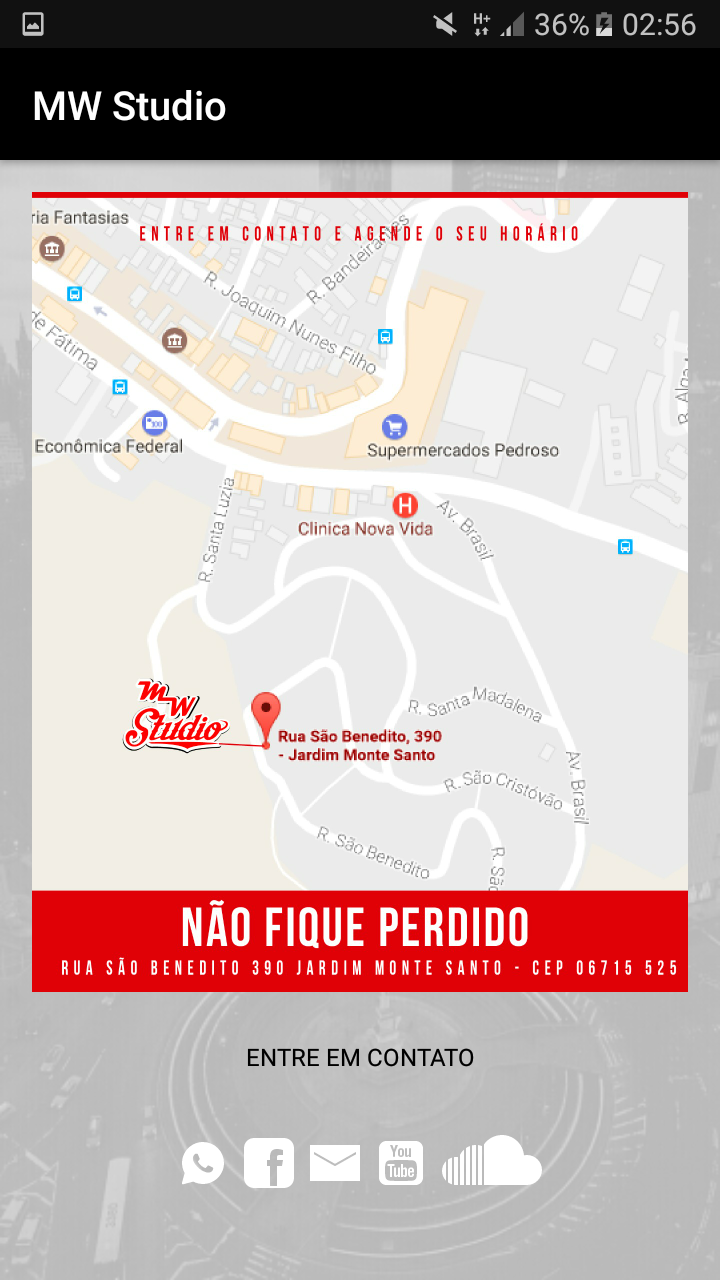 H+ 36% 02:56
MW Studio
ria Fantasias
ENTRE EM CONTATO E AGENDE O SEU HORÁRIO
R. Bandeirantes
R. Joaquim Nunes Filho
de Fátima
R. Alga
Econômica Federal
Supermercados Pedroso
R. Santa Luzia
Clinica Nova Vida
Av. Brasil
MW
Studio
Rua São Benedito, 390
- Jardim Monte Santo
R. Santa Madalena
R. São Cristóvão
Av. Brasil
R. São Benedito
R. São
NÃO FIQUE PERDIDO
RUA SÃO BENEDITO 390 JARDIM MONTE SANTO - CEP 06715 525
ENTRE EM CONTATO
You
Tube